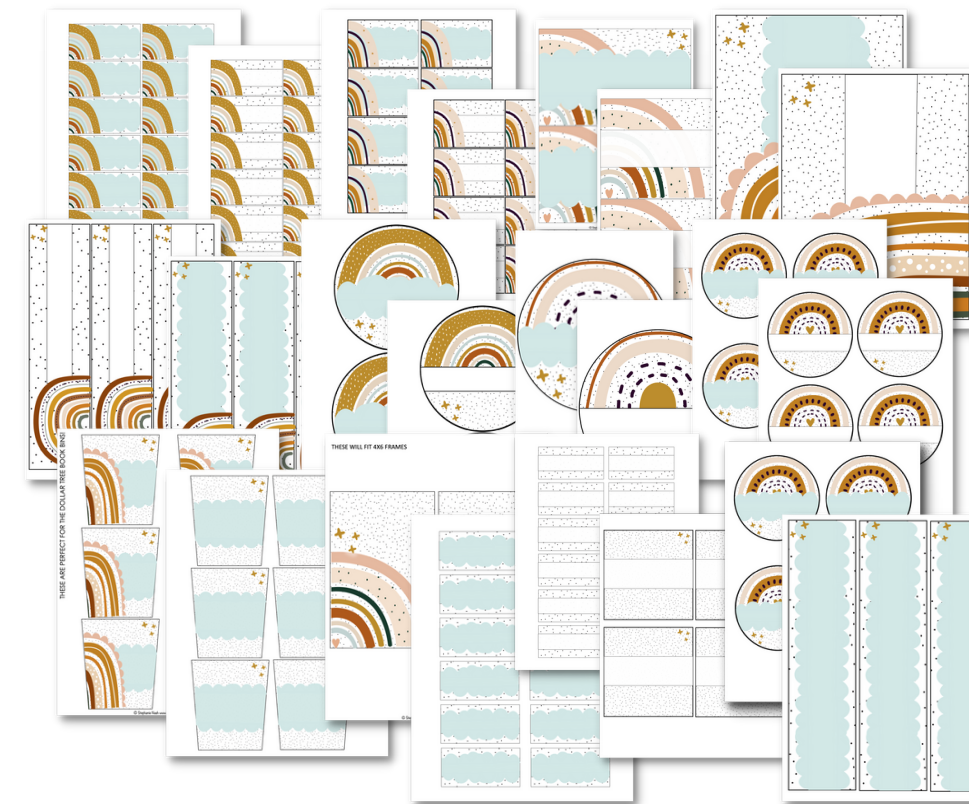 THESE WILL FIT 4X6 FRAMES
THESE ARE PERFECT FOR THE DOLLAR TREE BOOK BINS!